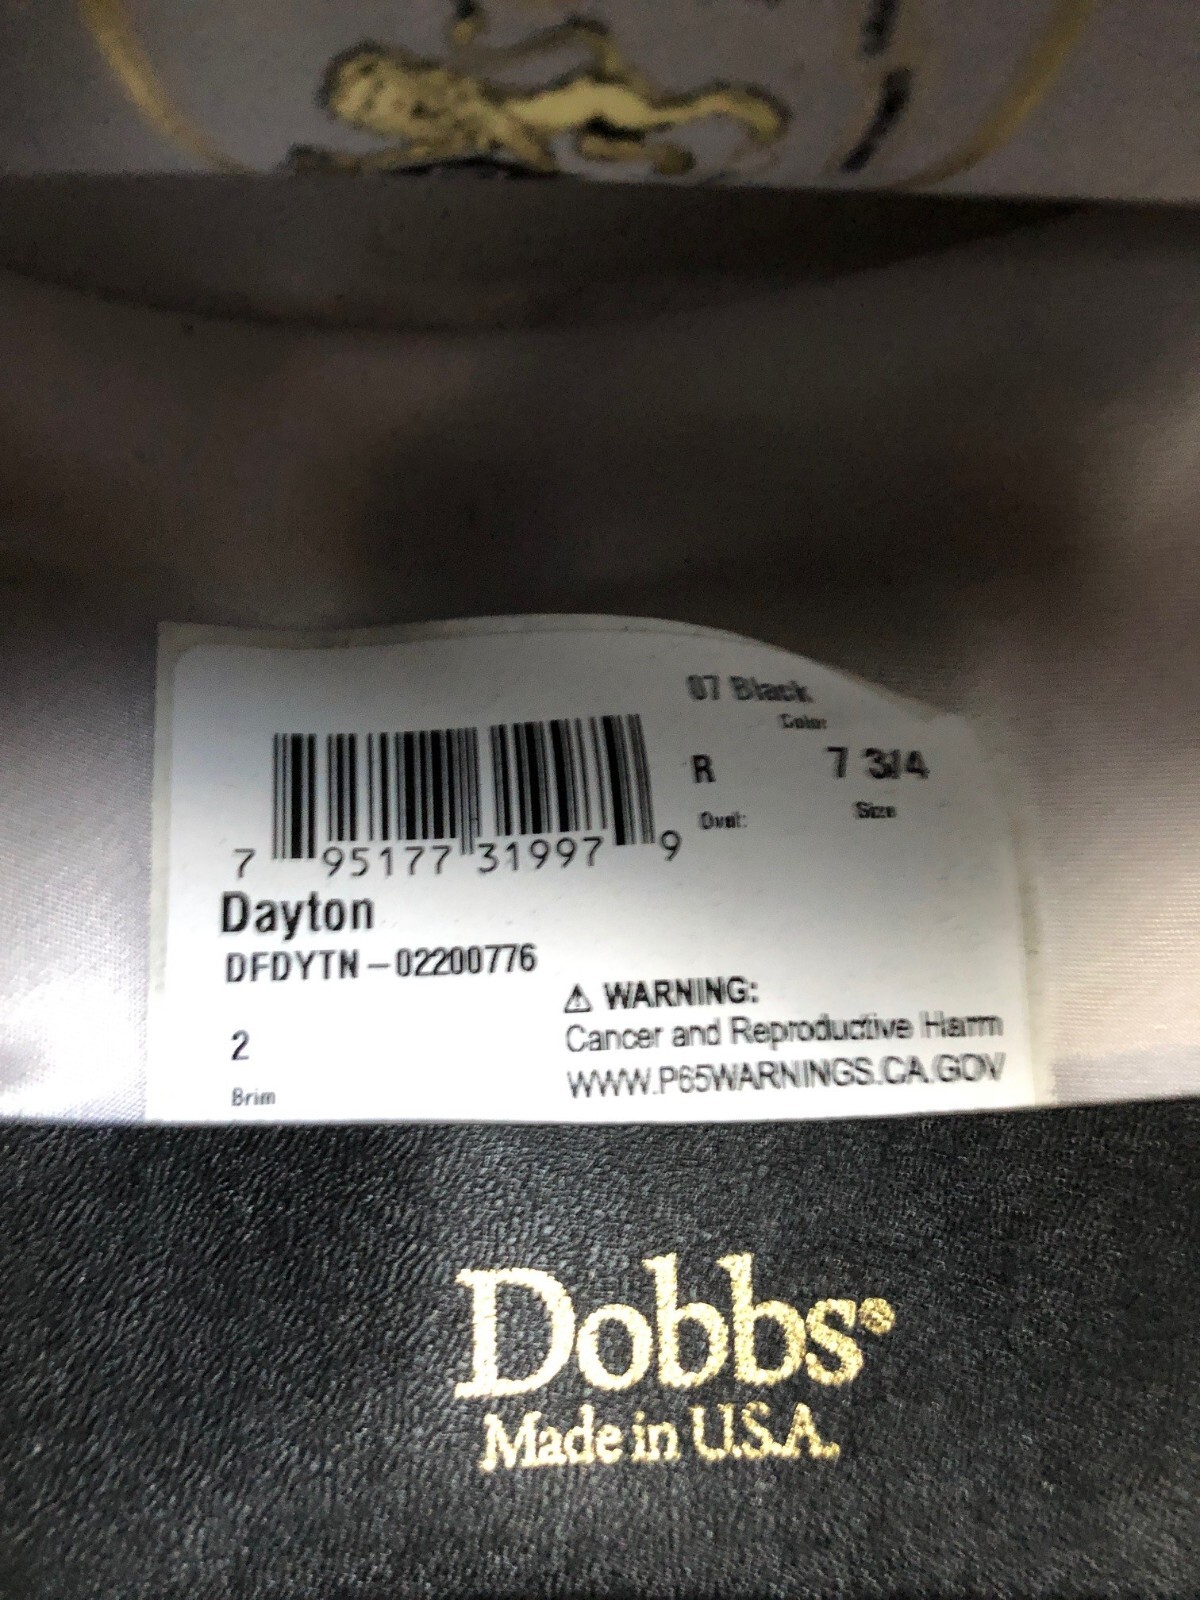 07 Black
Color
R 7 3/4
Oval: Size
7 95177 31997 9
Dayton
DFDYTN-02200776
⚠ WARNING:
Cancer and Reproductive Harm
WWW.P65WARNINGS.CA.GOV
2
Brim
Dobbs®
Made in U.S.A.